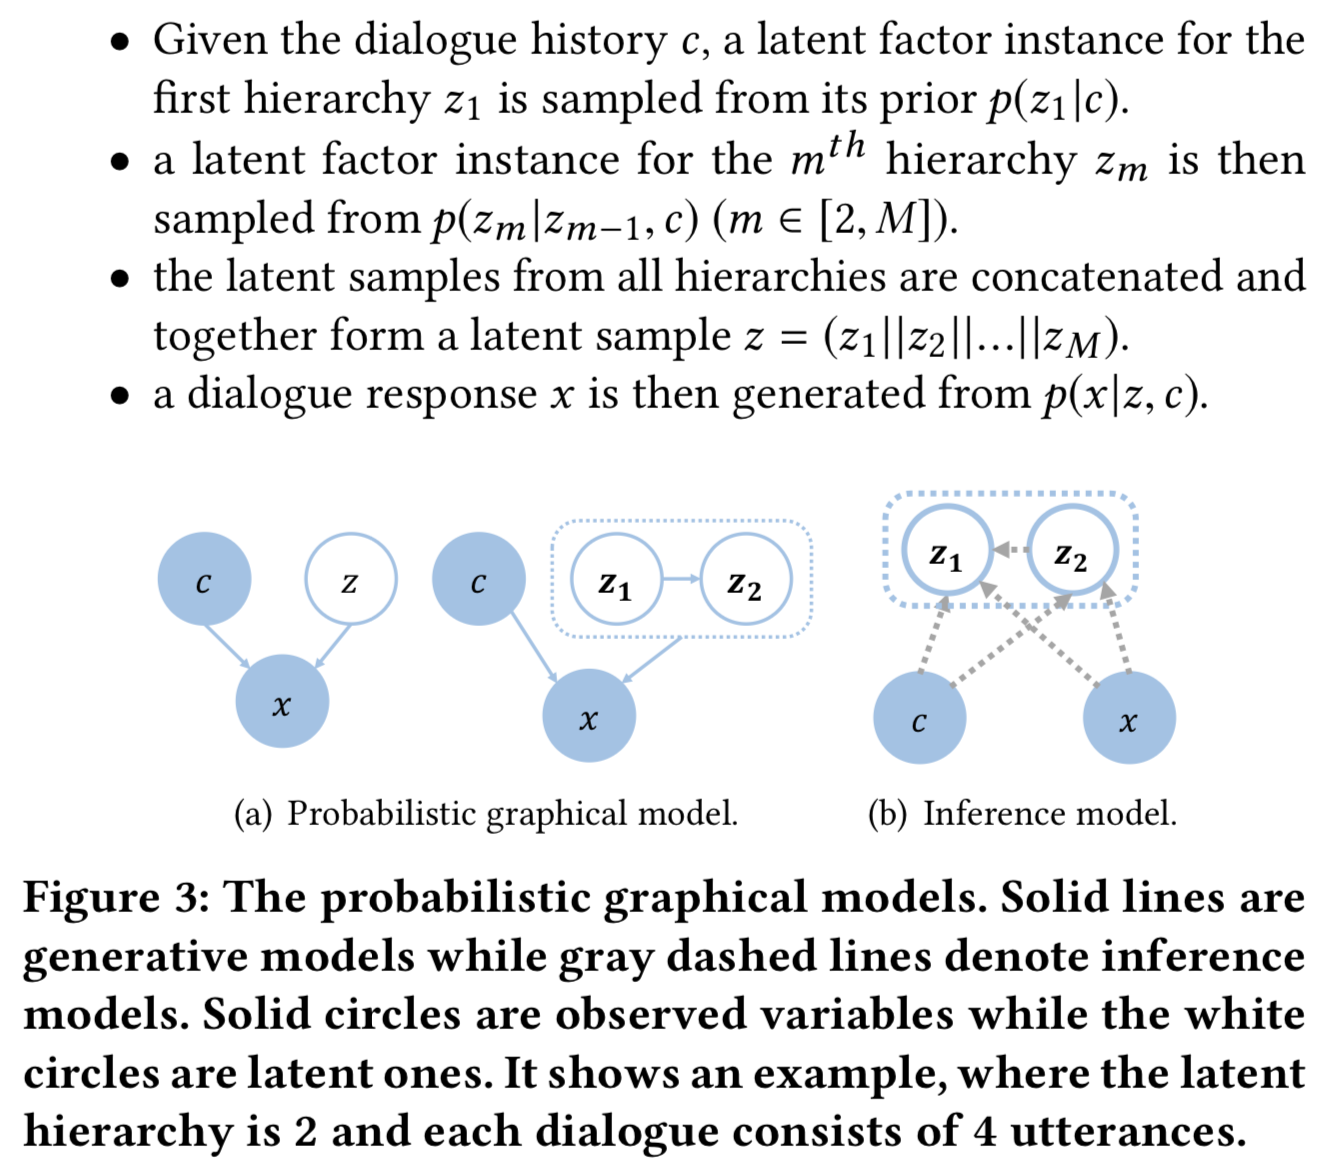 • Given the dialogue history c, a latent factor instance for the
first hierarchy z₁ is sampled from its prior p(z₁|c).
• a latent factor instance for the mᵗʰ hierarchy zₘ is then
sampled from p(zₘ|zₘ₋₁, c) (m ∈ [2, M]).
• the latent samples from all hierarchies are concatenated and
together form a latent sample z = (z₁||z₂||...||z_M).
• a dialogue response x is then generated from p(x|z, c).
c z c z₁ z₂ z₁ z₂
x x c x
(a) Probabilistic graphical model. (b) Inference model.
Figure 3: The probabilistic graphical models. Solid lines are
generative models while gray dashed lines denote inference
models. Solid circles are observed variables while the white
circles are latent ones. It shows an example, where the latent
hierarchy is 2 and each dialogue consists of 4 utterances.